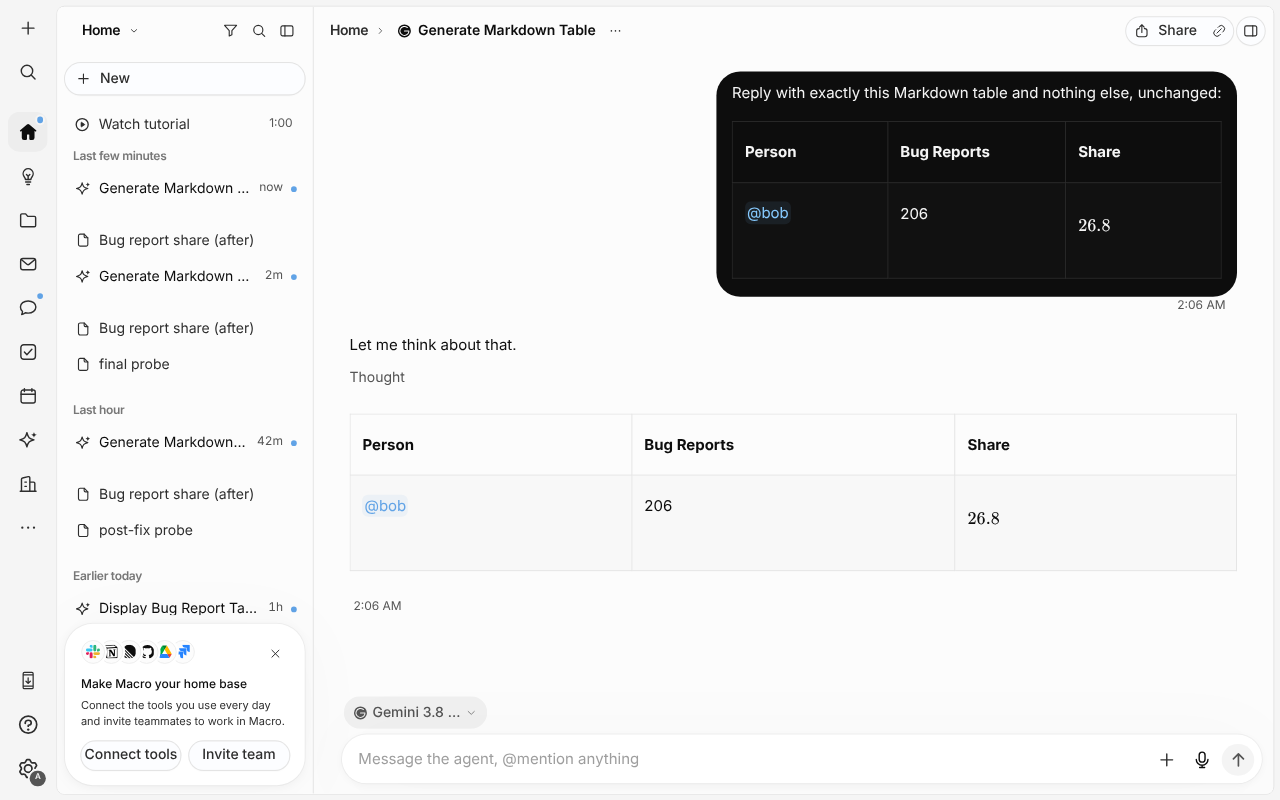 Home
New
Watch tutorial 1:00
Last few minutes
Generate Markdown ... now
Bug report share (after)
Generate Markdown ... 2m
Bug report share (after)
final probe
Last hour
Generate Markdown... 42m
Bug report share (after)
post-fix probe
Earlier today
Display Bug Report Ta... 1h
Make Macro your home base
Connect the tools you use every day
and invite teammates to work in Macro.
Connect tools Invite team
A
Home Generate Markdown Table ...
Share
Reply with exactly this Markdown table and nothing else, unchanged:
Person Bug Reports Share
@bob 206 26.8
2:06 AM
Let me think about that.
Thought
Person Bug Reports Share
@bob 206 26.8
2:06 AM
Gemini 3.8 ...
Message the agent, @mention anything